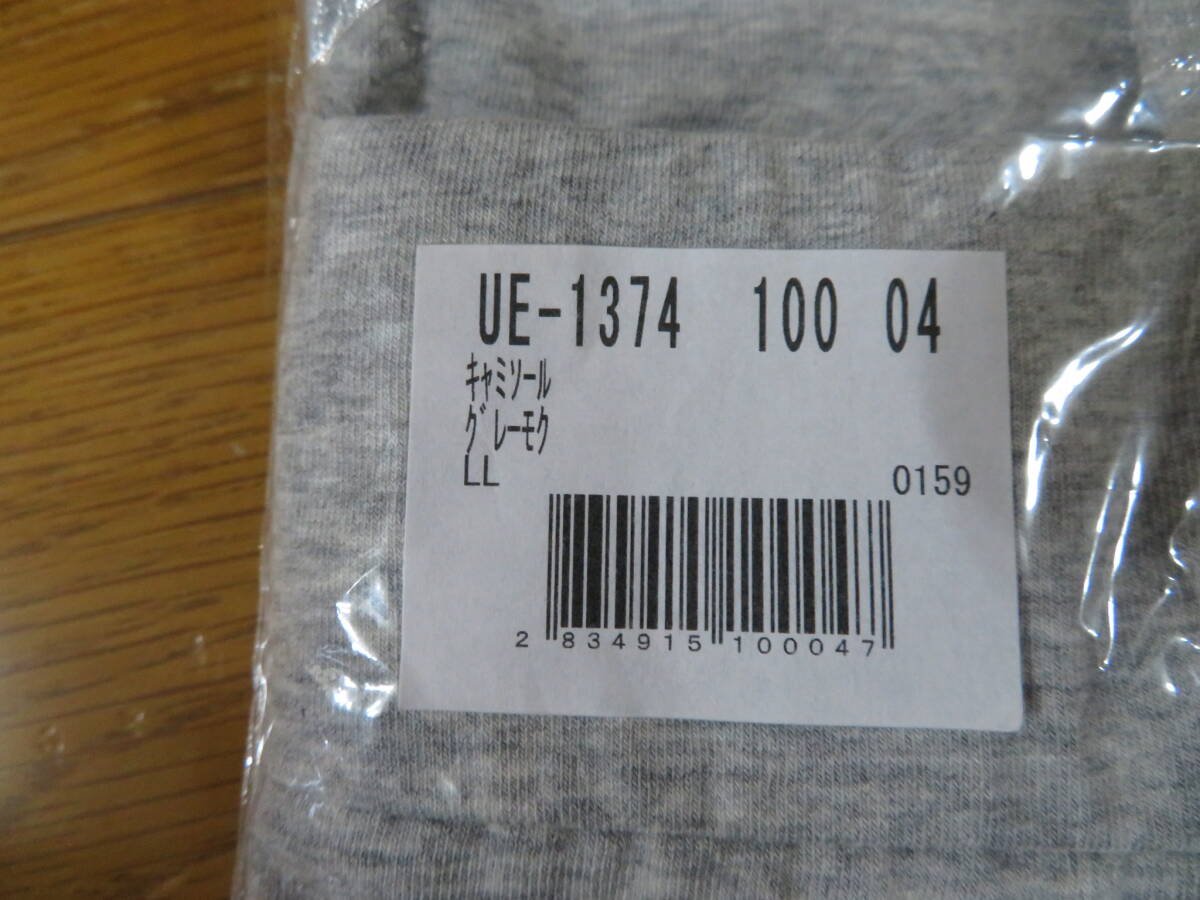 UE-1374 100 04
ｷｬﾐｿｰﾙ
ｸﾞﾚｰﾓｸ
LL 0159
2 834915 100047